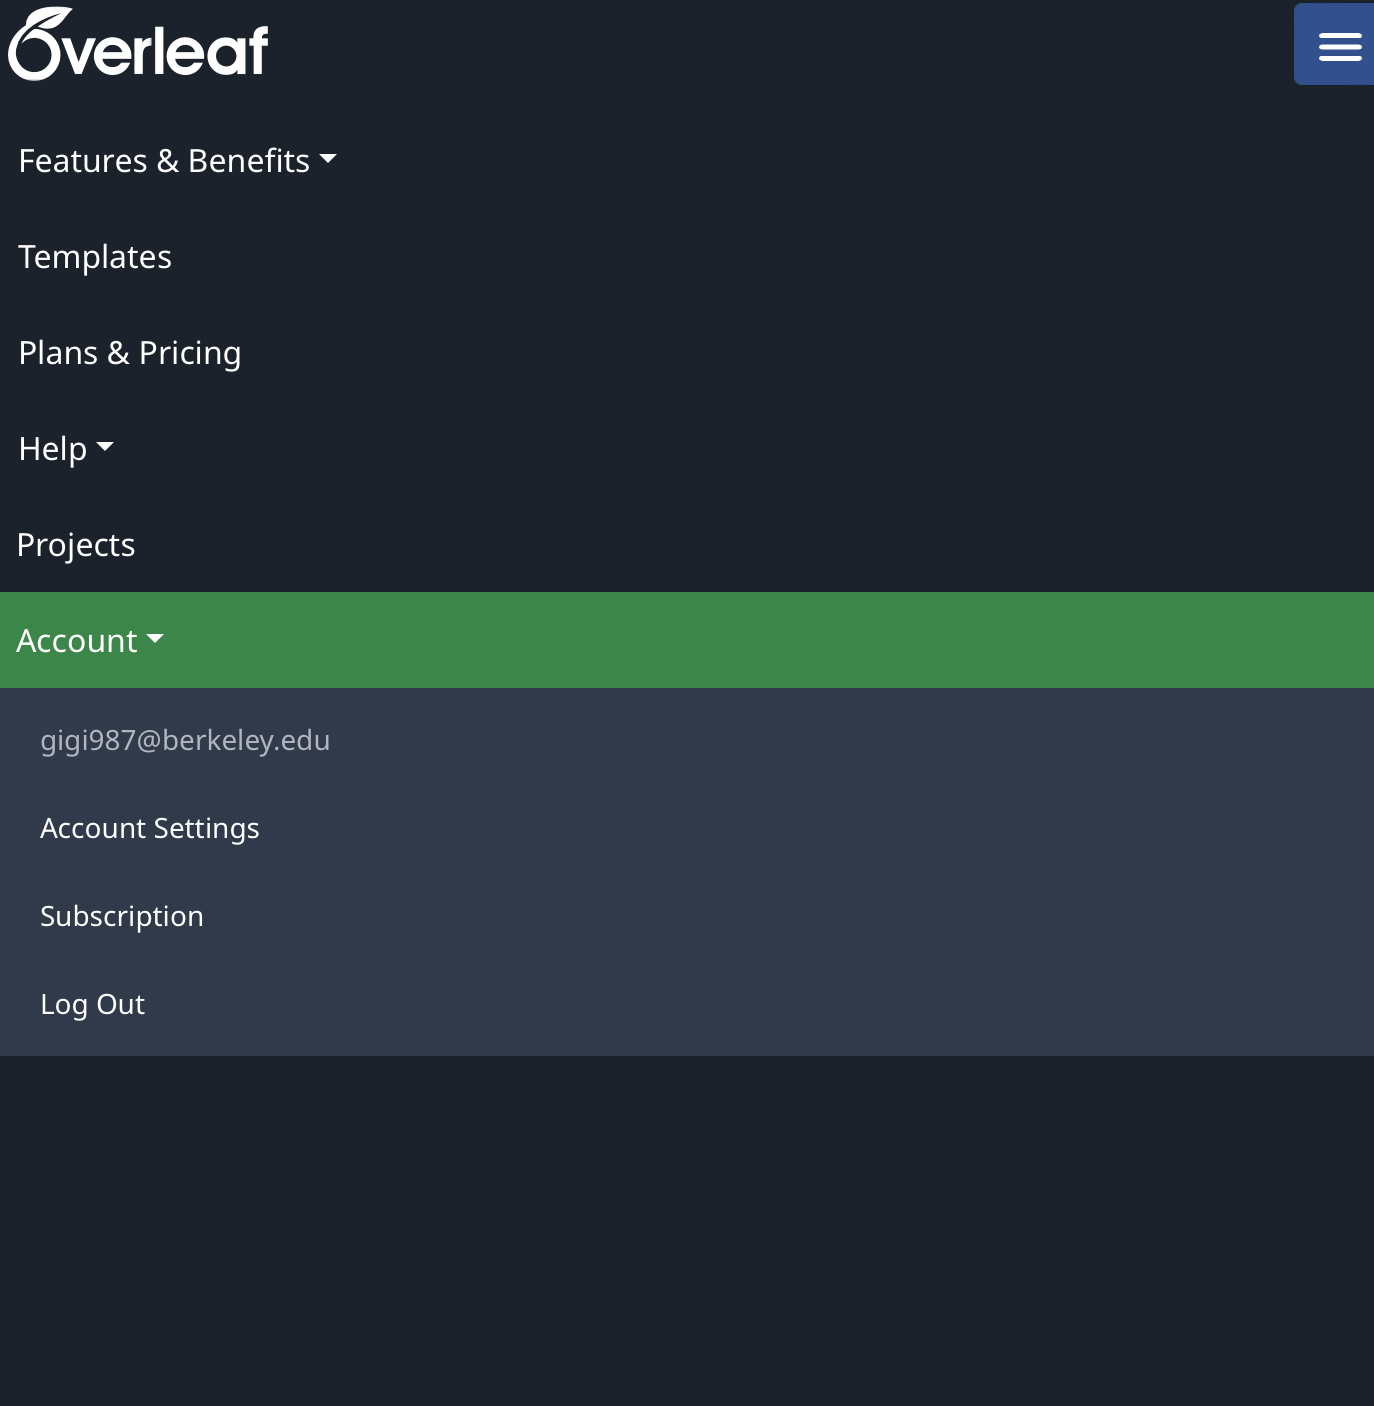 Overleaf
Features & Benefits
Templates
Plans & Pricing
Help
Projects
Account
gigi987@berkeley.edu
Account Settings
Subscription
Log Out